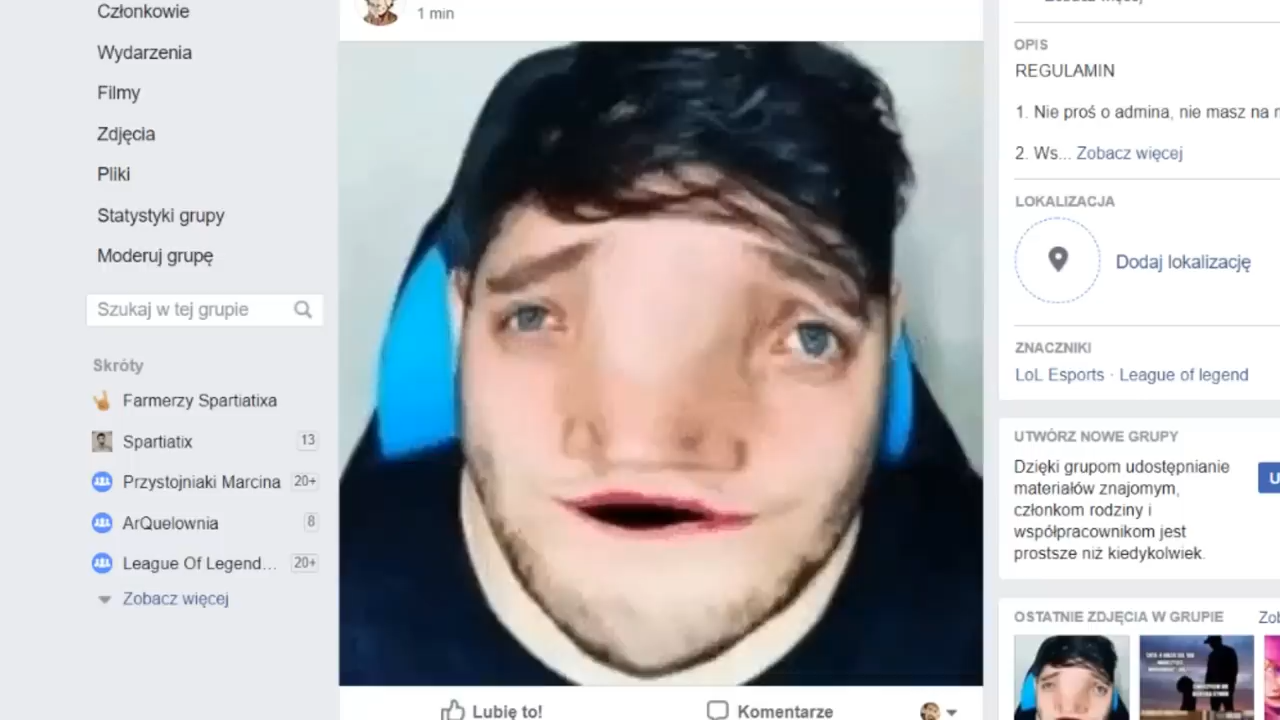 Członkowie
Wydarzenia
Filmy
Zdjęcia
Pliki
Statystyki grupy
Moderuj grupę
Szukaj w tej grupie
Skróty
Farmerzy Spartiatixa
Spartiatix 13
Przystojniaki Marcina 20+
ArQuelownia 8
League Of Legend... 20+
Zobacz więcej
1 min
Lubię to!
Komentarze
Zobacz więcej
OPIS
REGULAMIN
1. Nie proś o admina, nie masz na
2. Ws... Zobacz więcej
LOKALIZACJA
Dodaj lokalizację
ZNACZNIKI
LoL Esports · League of legend
UTWÓRZ NOWE GRUPY
Dzięki grupom udostępnianie
materiałów znajomym,
członkom rodziny i
współpracownikom jest
prostsze niż kiedykolwiek.
OSTATNIE ZDJĘCIA W GRUPIE